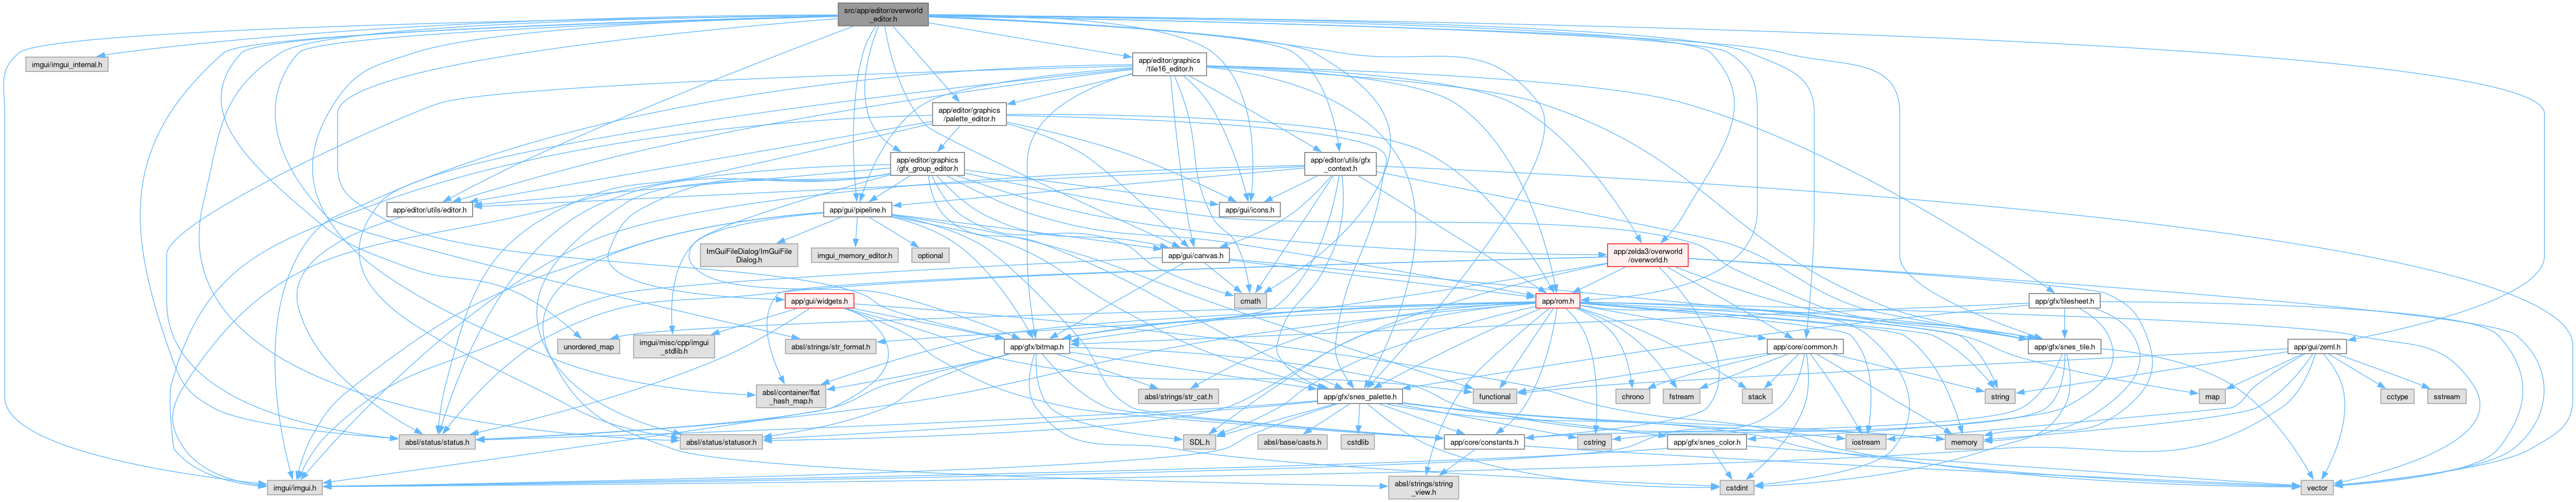 src/app/editor/overworld
_editor.h
imgui/imgui_internal.h
app/editor/graphics
/tile16_editor.h
app/editor/graphics
/palette_editor.h
app/editor/graphics
/gfx_group_editor.h
app/editor/utils/gfx
_context.h
app/editor/utils/editor.h
app/gui/pipeline.h
app/gui/icons.h
ImGuiFileDialog/ImGuiFile
Dialog.h
imgui_memory_editor.h
optional
app/gui/canvas.h
app/zelda3/overworld
/overworld.h
app/gui/widgets.h
cmath
app/rom.h
app/gfx/tilesheet.h
unordered_map
imgui/misc/cpp/imgui
_stdlib.h
absl/strings/str_format.h
app/gfx/bitmap.h
app/core/common.h
app/gfx/snes_tile.h
app/gui/zeml.h
absl/container/flat
_hash_map.h
absl/strings/str_cat.h
app/gfx/snes_palette.h
functional
chrono
fstream
stack
string
map
cctype
sstream
absl/status/status.h
absl/status/statusor.h
SDL.h
absl/base/casts.h
cstdlib
app/core/constants.h
cstring
app/gfx/snes_color.h
iostream
memory
imgui/imgui.h
absl/strings/string
_view.h
cstdint
vector